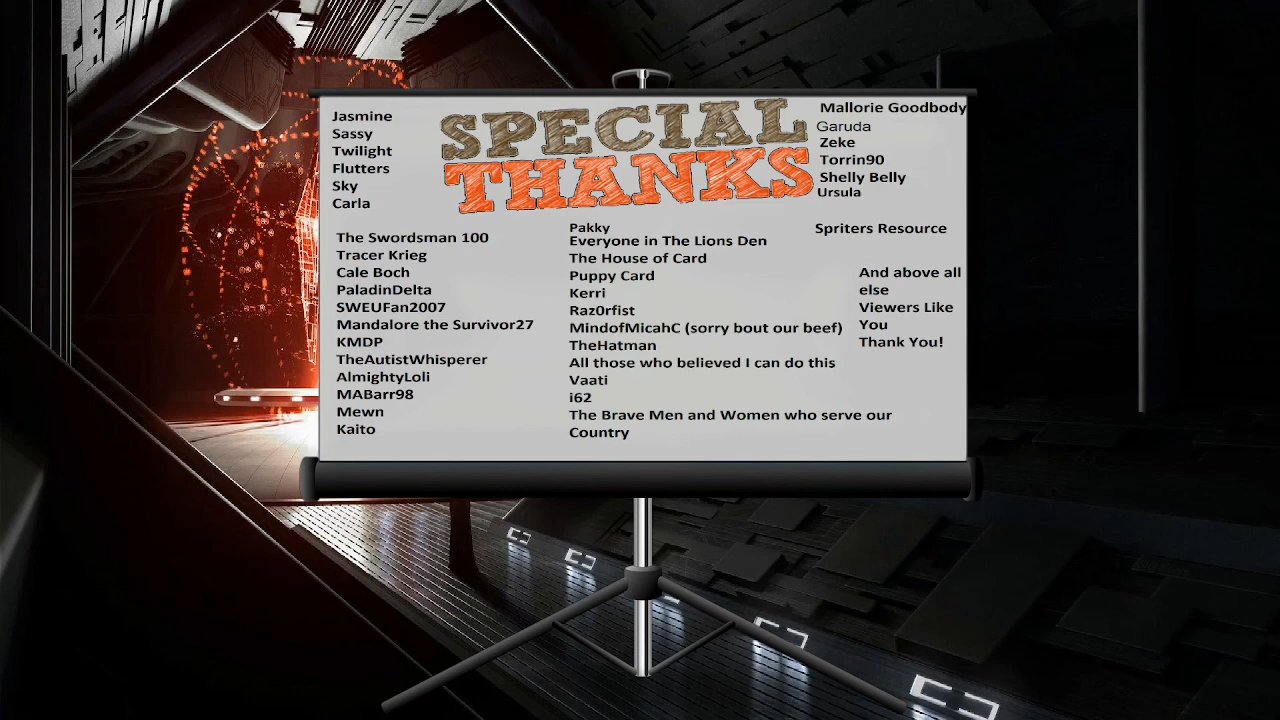 SPECIAL
THANKS
Jasmine
Sassy
Twilight
Flutters
Sky
Carla
Mallorie Goodbody
Garuda
Zeke
Torrin90
Shelly Belly
Ursula
The Swordsman 100
Tracer Krieg
Cale Boch
PaladinDelta
SWEUFan2007
Mandalore the Survivor27
KMDP
TheAutistWhisperer
AlmightyLoli
MABarr98
Mewn
Kaito
Pakky
Everyone in The Lions Den
The House of Card
Puppy Card
Kerri
Raz0rfist
MindofMicahC (sorry bout our beef)
TheHatman
All those who believed I can do this
Vaati
i62
The Brave Men and Women who serve our
Country
Spriters Resource
And above all
else
Viewers Like
You
Thank You!